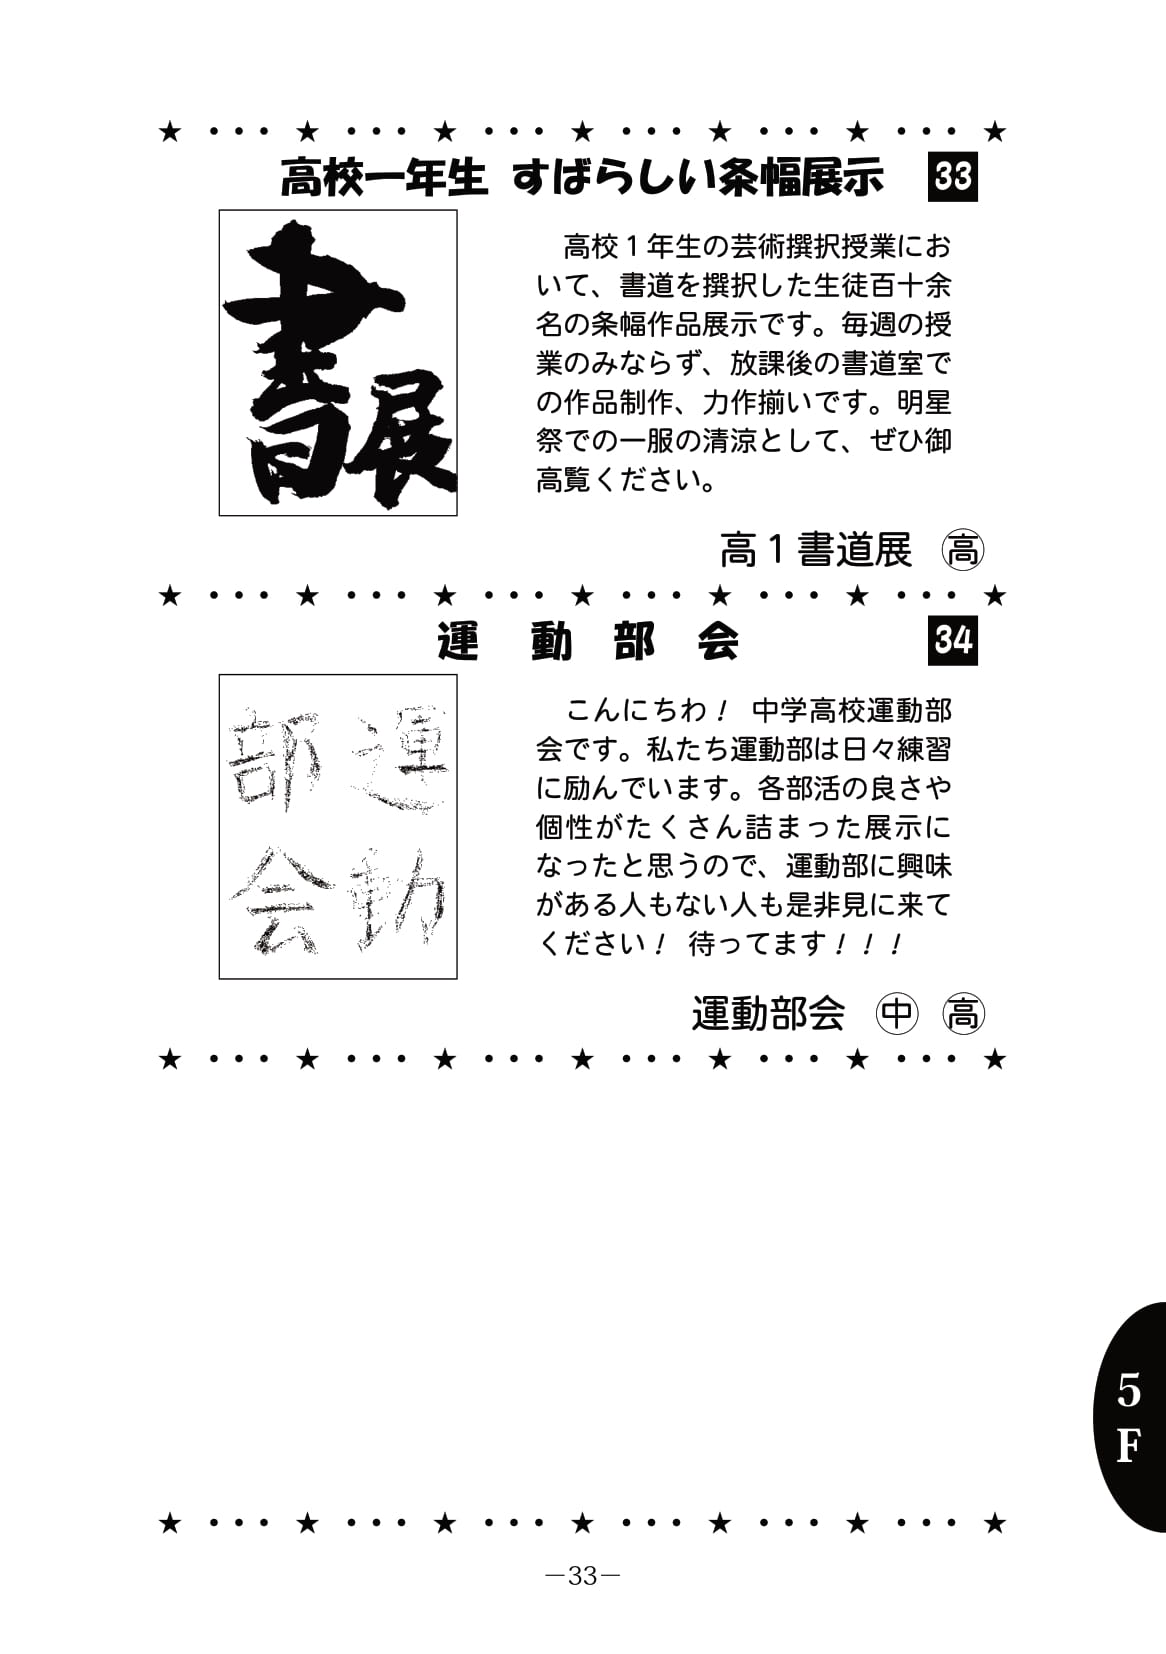 ★ ・・・ ★ ・・・ ★ ・・・ ★ ・・・ ★ ・・・ ★ ・・・ ★
高校一年生 すばらしい条幅展示 33
書展
高校1年生の芸術撰択授業にお
いて、書道を撰択した生徒百十余
名の条幅作品展示です。毎週の授
業のみならず、放課後の書道室で
の作品制作、力作揃いです。明星
祭での一服の清涼として、ぜひ御
高覧ください。
高1書道展 ㊤高
★ ・・・ ★ ・・・ ★ ・・・ ★ ・・・ ★ ・・・ ★ ・・・ ★
運動部会 34
運動
部会
こんにちわ! 中学高校運動部
会です。私たち運動部は日々練習
に励んでいます。各部活の良さや
個性がたくさん詰まった展示に
なったと思うので、運動部に興味
がある人もない人も是非見に来て
ください! 待ってます!!!
運動部会 中 高
★ ・・・ ★ ・・・ ★ ・・・ ★ ・・・ ★ ・・・ ★ ・・・ ★
5
F
★ ・・・ ★ ・・・ ★ ・・・ ★ ・・・ ★ ・・・ ★ ・・・ ★
—33—